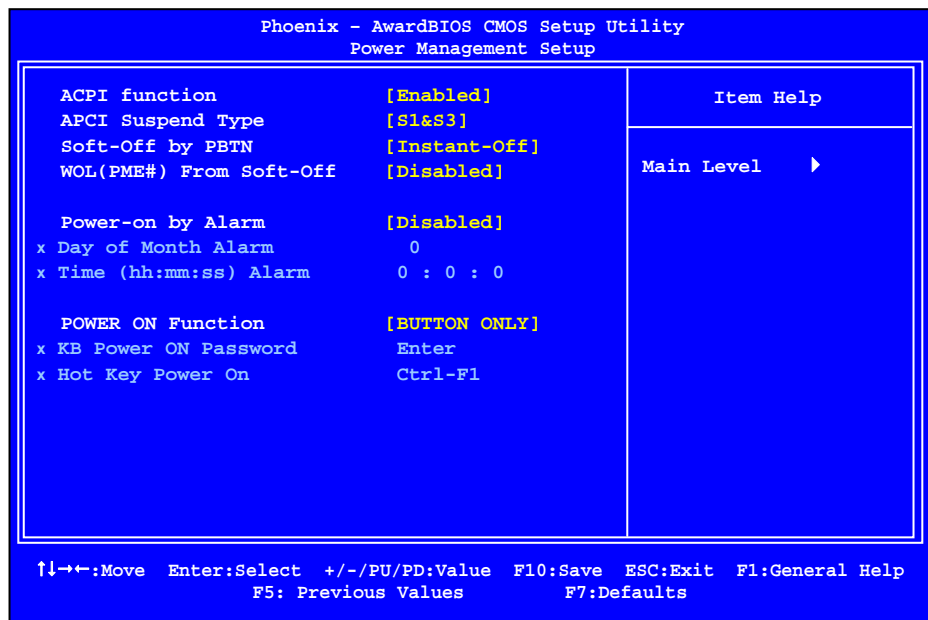 Phoenix – AwardBIOS CMOS Setup Utility
Power Management Setup
ACPI function [Enabled]
APCI Suspend Type [S1&S3]
Soft-Off by PBTN [Instant-Off]
WOL(PME#) From Soft-Off [Disabled]
Power-on by Alarm [Disabled]
x Day of Month Alarm 0
x Time (hh:mm:ss) Alarm 0 : 0 : 0
POWER ON Function [BUTTON ONLY]
x KB Power ON Password Enter
x Hot Key Power On Ctrl-F1
Item Help
Main Level
↑↓→←:Move Enter:Select +/-/PU/PD:Value F10:Save ESC:Exit F1:General Help
F5: Previous Values F7:Defaults